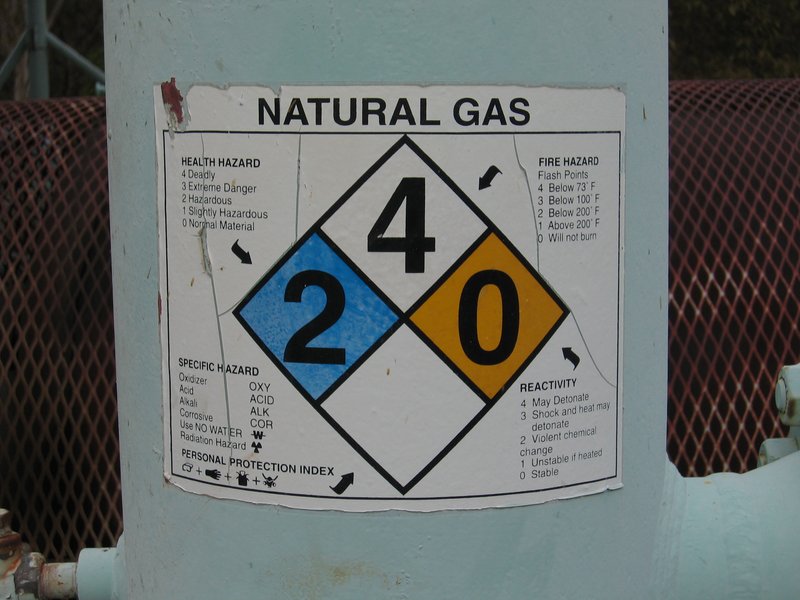 NATURAL GAS
HEALTH HAZARD
4 Deadly
3 Extreme Danger
2 Hazardous
1 Slightly Hazardous
0 Normal Material
FIRE HAZARD
Flash Points
4 Below 73° F
3 Below 100° F
2 Below 200° F
1 Above 200° F
0 Will not burn
4
2
0
SPECIFIC HAZARD
Oxidizer OXY
Acid ACID
Alkali ALK
Corrosive COR
Use NO WATER W
Radiation Hazard
PERSONAL PROTECTION INDEX
+ + +
REACTIVITY
4 May Detonate
3 Shock and heat may
detonate
2 Violent chemical
change
1 Unstable if heated
0 Stable